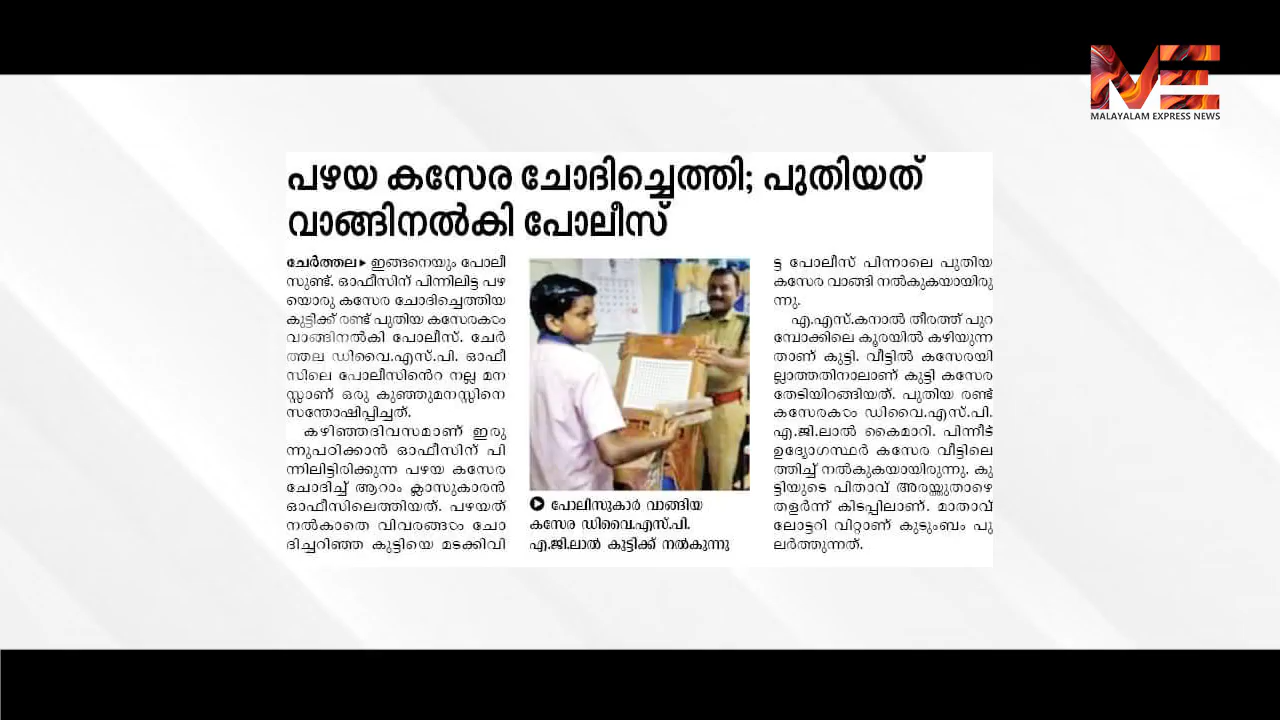 MALAYALAM EXPRESS NEWS
പഴയ കസേര ചോദിച്ചെത്തി; പുതിയത്
വാങ്ങിനൽകി പോലീസ്
ചേർത്തല ▸ ഇങ്ങനെയും പോലീ
സുണ്ട്. ഓഫീസിന് പിന്നിലിട്ട പഴ
യൊരു കസേര ചോദിച്ചെത്തിയ
കുട്ടിക്ക് രണ്ട് പുതിയ കസേരകൾ
വാങ്ങിനൽകി പോലീസ്. ചേർ
ത്തല ഡിവൈ.എസ്.പി. ഓഫീ
സിലെ പോലീസിന്റെ നല്ല മന
സ്സാണ് ഒരു കുഞ്ഞുമനസ്സിനെ
സന്തോഷിപ്പിച്ചത്.
കഴിഞ്ഞദിവസമാണ് ഇരു
ന്നുപഠിക്കാൻ ഓഫീസിന് പി
ന്നിലിട്ടിരിക്കുന്ന പഴയ കസേര
ചോദിച്ച് ആറാം ക്ലാസുകാരൻ
ഓഫീസിലെത്തിയത്. പഴയത്
നൽകാതെ വിവരങ്ങൾ ചോ
ദിച്ചറിഞ്ഞ കുട്ടിയെ മടക്കിവി
പോലീസുകാർ വാങ്ങിയ
കസേര ഡിവൈ.എസ്.പി.
എ.ജി.ലാൽ കുട്ടിക്ക് നൽകുന്നു
ട്ട പോലീസ് പിന്നാലെ പുതിയ
കസേര വാങ്ങി നൽകുകയായിരു
ന്നു.
എ.എസ്.കനാൽ തീരത്ത് പുറ
മ്പോക്കിലെ കൂരയിൽ കഴിയുന്ന
താണ് കുട്ടി. വീട്ടിൽ കസേരയി
ല്ലാത്തതിനാലാണ് കുട്ടി കസേര
തേടിയിറങ്ങിയത്. പുതിയ രണ്ട്
കസേരകൾ ഡിവൈ.എസ്.പി.
എ.ജി.ലാൽ കൈമാറി. പിന്നീട്
ഉദ്യോഗസ്ഥർ കസേര വീട്ടിലെ
ത്തിച്ച് നൽകുകയായിരുന്നു. കു
ട്ടിയുടെ പിതാവ് അരയ്ക്കുതാഴെ
തളർന്ന് കിടപ്പിലാണ്. മാതാവ്
ലോട്ടറി വിറ്റാണ് കുടുംബം പു
ലർത്തുന്നത്.